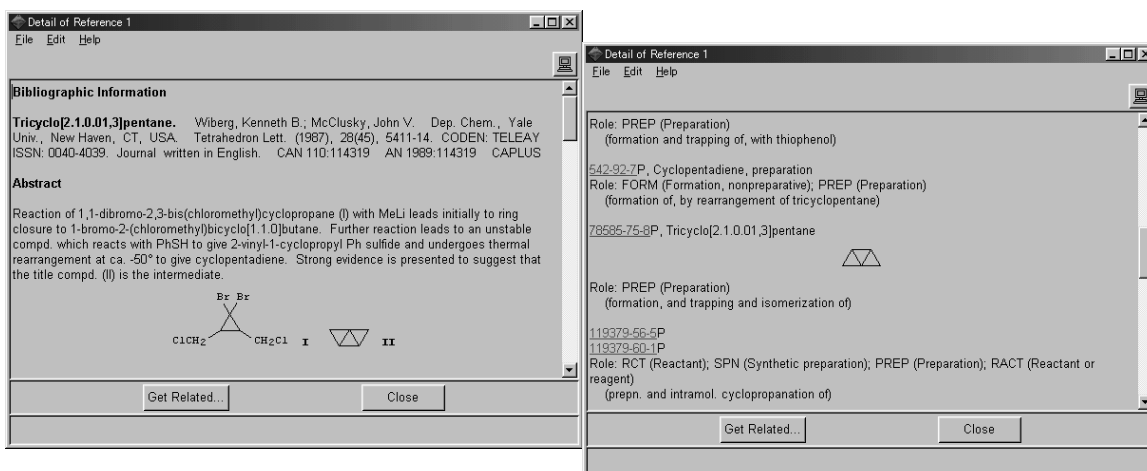 Detail of Reference 1
File Edit Help
Bibliographic Information
Tricyclo[2.1.0.01,3]pentane. Wiberg, Kenneth B.; McClusky, John V. Dep. Chem., Yale
Univ., New Haven, CT, USA. Tetrahedron Lett. (1987), 28(45), 5411-14. CODEN: TELEAY
ISSN: 0040-4039. Journal written in English. CAN 110:114319 AN 1989:114319 CAPLUS
Abstract
Reaction of 1,1-dibromo-2,3-bis(chloromethyl)cyclopropane (I) with MeLi leads initially to ring
closure to 1-bromo-2-(chloromethyl)bicyclo[1.1.0]butane. Further reaction leads to an unstable
compd. which reacts with PhSH to give 2-vinyl-1-cyclopropyl Ph sulfide and undergoes thermal
rearrangement at ca. -50° to give cyclopentadiene. Strong evidence is presented to suggest that
the title compd. (II) is the intermediate.
Br Br
ClCH2 CH2Cl I II
Get Related... Close
Detail of Reference 1
File Edit Help
Role: PREP (Preparation)
(formation and trapping of, with thiophenol)
542-92-7P, Cyclopentadiene, preparation
Role: FORM (Formation, nonpreparative); PREP (Preparation)
(formation of, by rearrangement of tricyclopentane)
78585-75-8P, Tricyclo[2.1.0.01,3]pentane
Role: PREP (Preparation)
(formation, and trapping and isomerization of)
119379-56-5P
119379-60-1P
Role: RCT (Reactant); SPN (Synthetic preparation); PREP (Preparation); RACT (Reactant or
reagent)
(prepn. and intramol. cyclopropanation of)
Get Related... Close